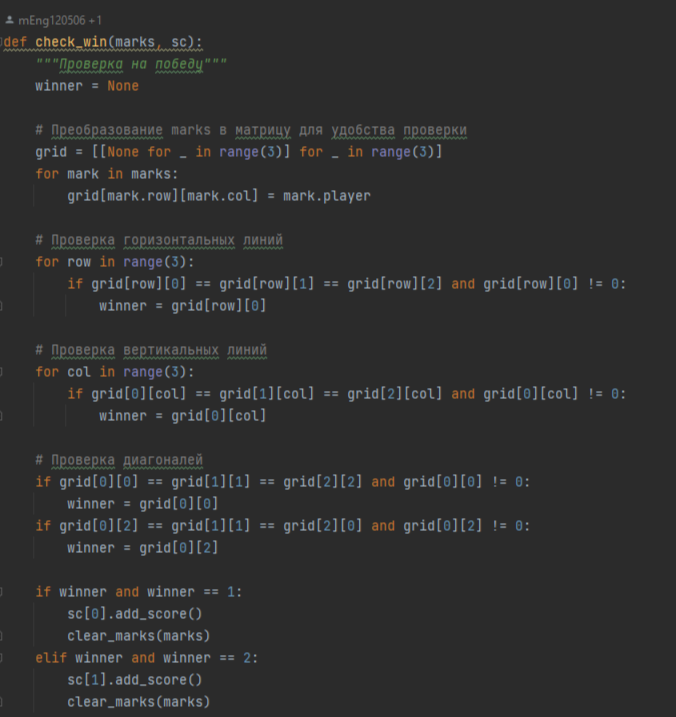 mEng120506 +1
def check_win(marks, sc):
    """Проверка на победу"""
    winner = None

    # Преобразование marks в матрицу для удобства проверки
    grid = [[None for _ in range(3)] for _ in range(3)]
    for mark in marks:
        grid[mark.row][mark.col] = mark.player

    # Проверка горизонтальных линий
    for row in range(3):
        if grid[row][0] == grid[row][1] == grid[row][2] and grid[row][0] != 0:
            winner = grid[row][0]

    # Проверка вертикальных линий
    for col in range(3):
        if grid[0][col] == grid[1][col] == grid[2][col] and grid[0][col] != 0:
            winner = grid[0][col]

    # Проверка диагоналей
    if grid[0][0] == grid[1][1] == grid[2][2] and grid[0][0] != 0:
        winner = grid[0][0]
    if grid[0][2] == grid[1][1] == grid[2][0] and grid[0][2] != 0:
        winner = grid[0][2]

    if winner and winner == 1:
        sc[0].add_score()
        clear_marks(marks)
    elif winner and winner == 2:
        sc[1].add_score()
        clear_marks(marks)